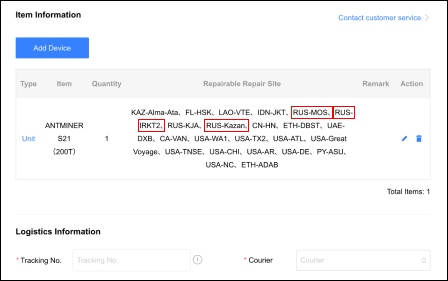 Item Information
Contact customer service >
Add Device
Type Item Quantity Repairable Repair Site Remark Action
Unit
ANTMINER
S21
(200T)
1
KAZ-Alma-Ata、FL-HSK、LAO-VTE、IDN-JKT、RUS-MOS、RUS-
IRKT2、RUS-KJA、RUS-Kazan、CN-HN、ETH-DBST、UAE-
DXB、CA-VAN、USA-WA1、USA-TX2、USA-ATL、USA-Great
Voyage、USA-TNSE、USA-CHI、USA-AR、USA-DE、PY-ASU、
USA-NC、ETH-ADAB
Total Items: 1
Logistics Information
* Tracking No. Tracking No * Courier Courier